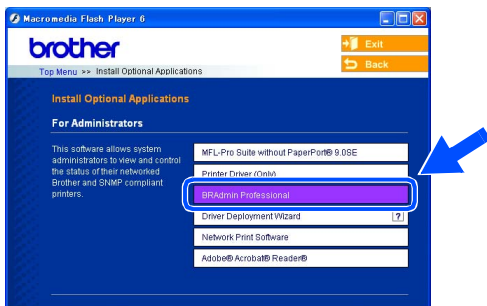 Macromedia Flash Player 6
brother
Exit
Back
Top Menu >> Install Optional Applications
Install Optional Applications
For Administrators
This software allows system
administrators to view and control
the status of their networked
Brother and SNMP compliant
printers.
MFL-Pro Suite without PaperPort® 9.0SE
Printer Driver (Only)
BRAdmin Professional
Driver Deployment Wizard
?
Network Print Software
Adobe® Acrobat® Reader®